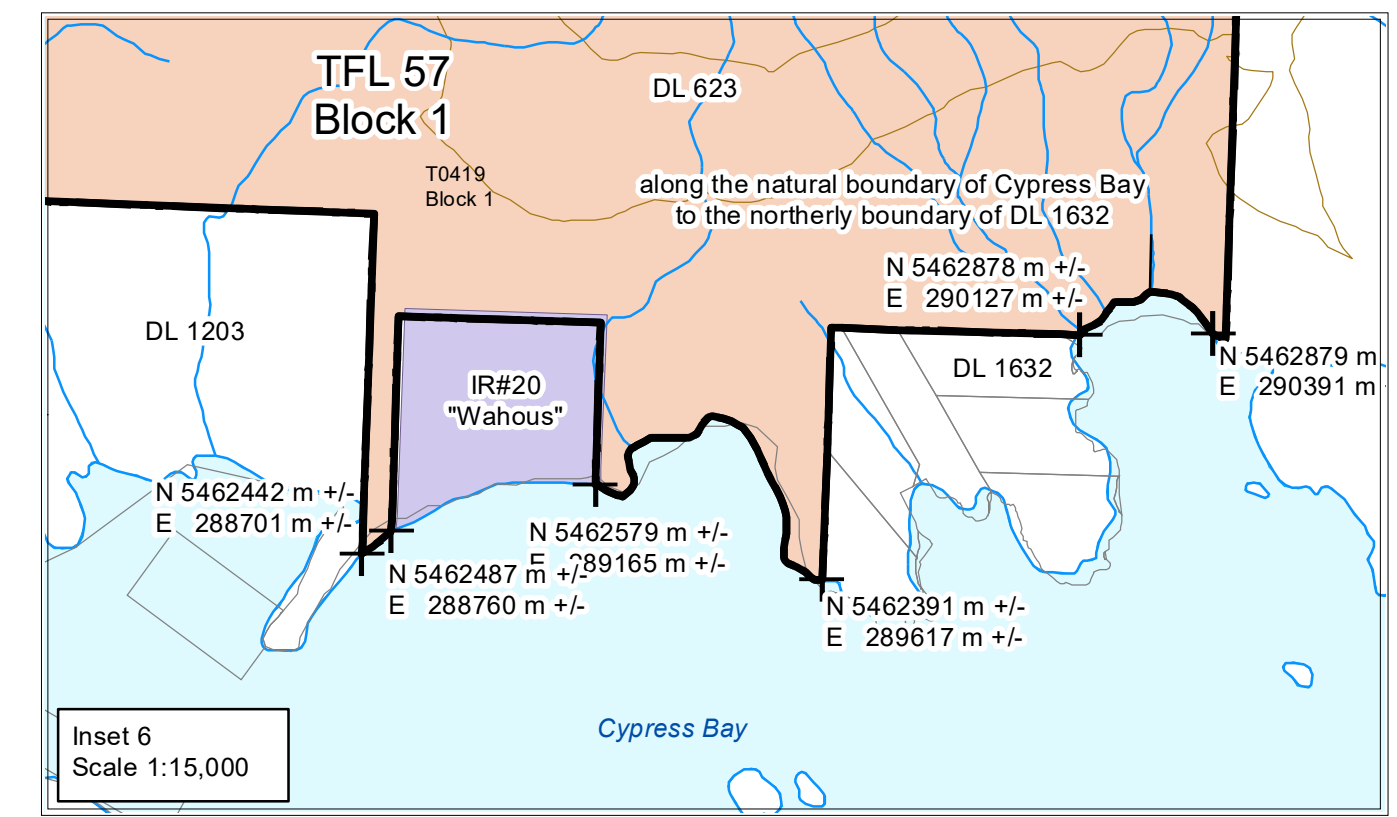 TFL 57
Block 1
DL 623
T0419
Block 1
along the natural boundary of Cypress Bay
to the northerly boundary of DL 1632
N 5462878 m +/-
E 290127 m +/-
DL 1203
DL 1632
N 5462879 m
E 290391 m
IR#20
"Wahous"
N 5462442 m +/-
E 288701 m +/-
N 5462579 m +/-
E 289165 m +/-
N 5462487 m +/-
E 288760 m +/-
N 5462391 m +/-
E 289617 m +/-
Cypress Bay
Inset 6
Scale 1:15,000